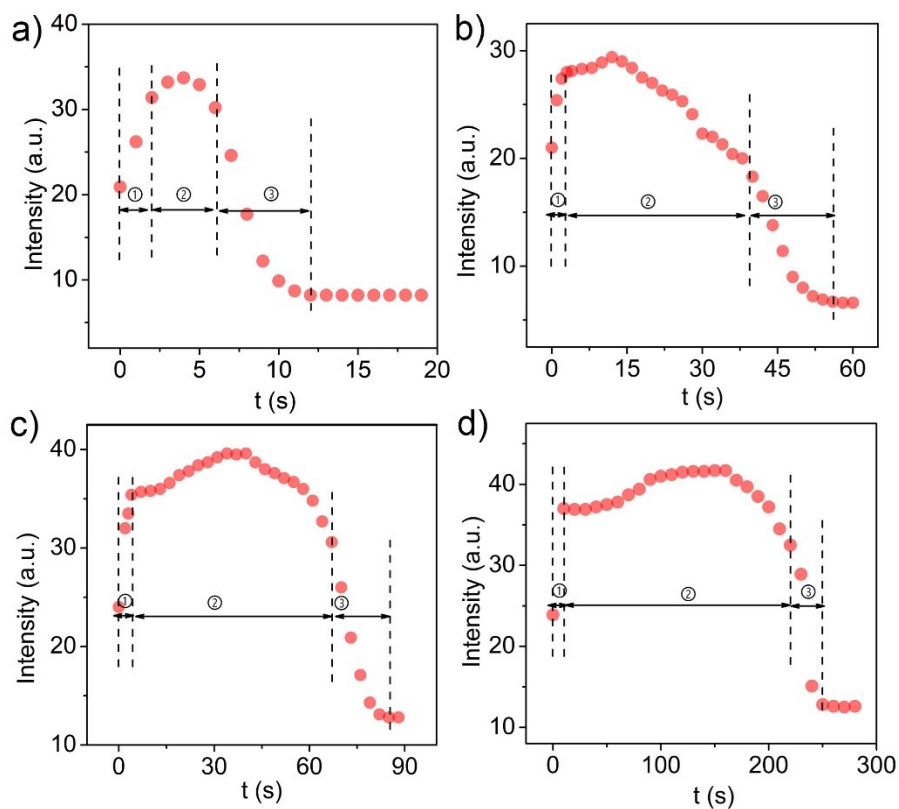 a)
40
30
20
10
Intensity (a.u.)
① ② ③
0 5 10 15 20
t (s)
b)
30
20
10
Intensity (a.u.)
① ② ③
0 15 30 45 60
t (s)
c)
40
30
20
10
Intensity (a.u.)
① ② ③
0 30 60 90
t (s)
d)
40
30
20
10
Intensity (a.u.)
① ② ③
0 100 200 300
t (s)